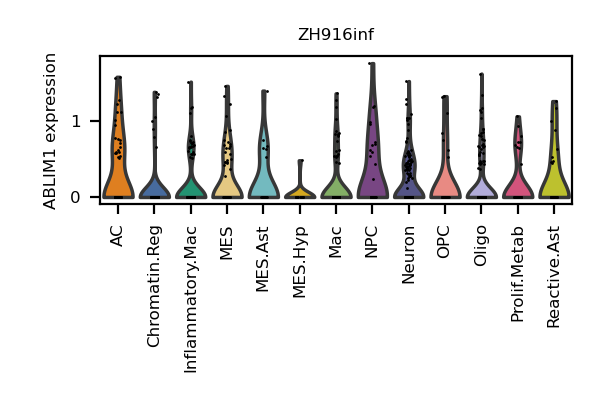 ZH916inf
ABLIM1 expression
1
0
AC
Chromatin.Reg
Inflammatory.Mac
MES
MES.Ast
MES.Hyp
Mac
NPC
Neuron
OPC
Oligo
Prolif.Metab
Reactive.Ast